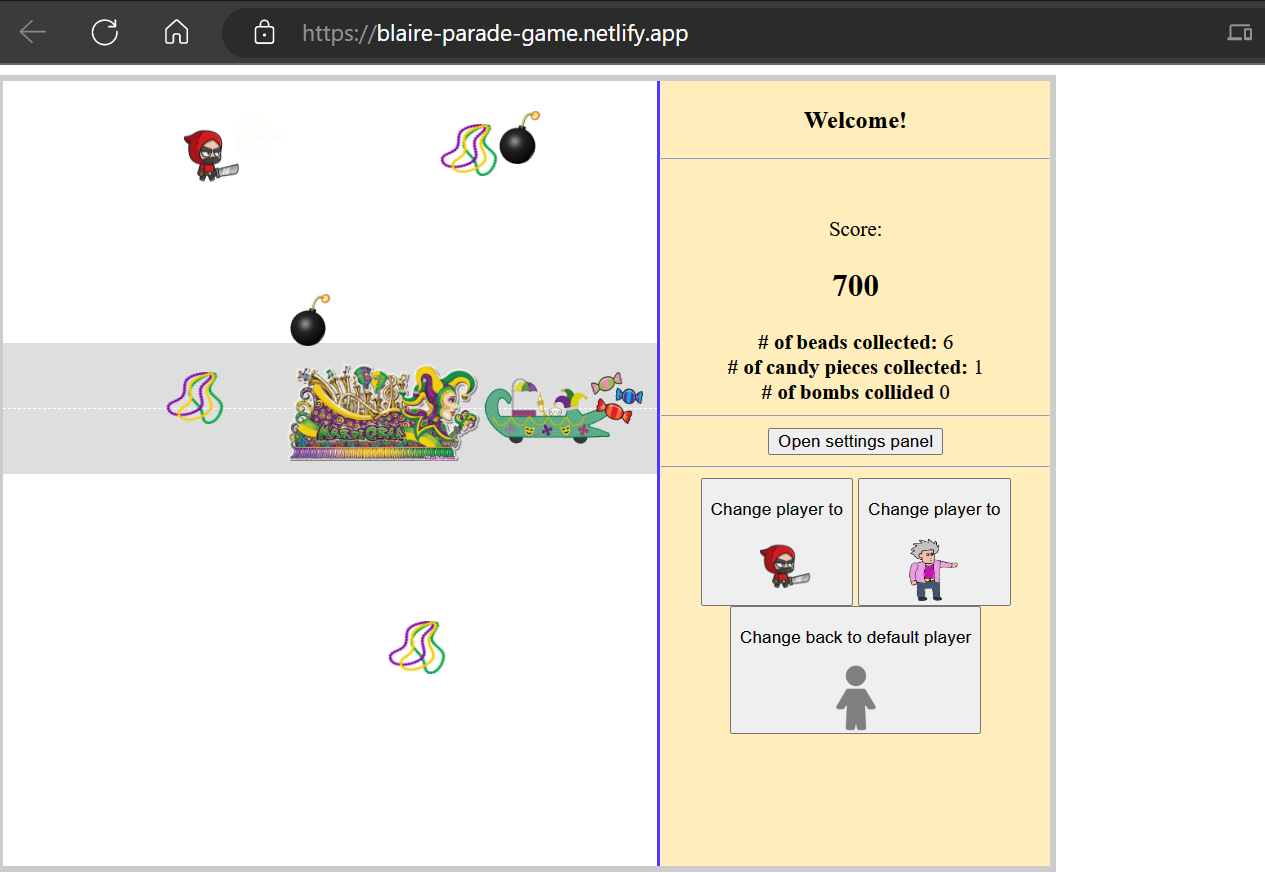 https://blaire-parade-game.netlify.app
Welcome!
Score:
700
# of beads collected: 6
# of candy pieces collected: 1
# of bombs collided 0
Open settings panel
Change player to
Change player to
Change back to default player
MARDI GRAS